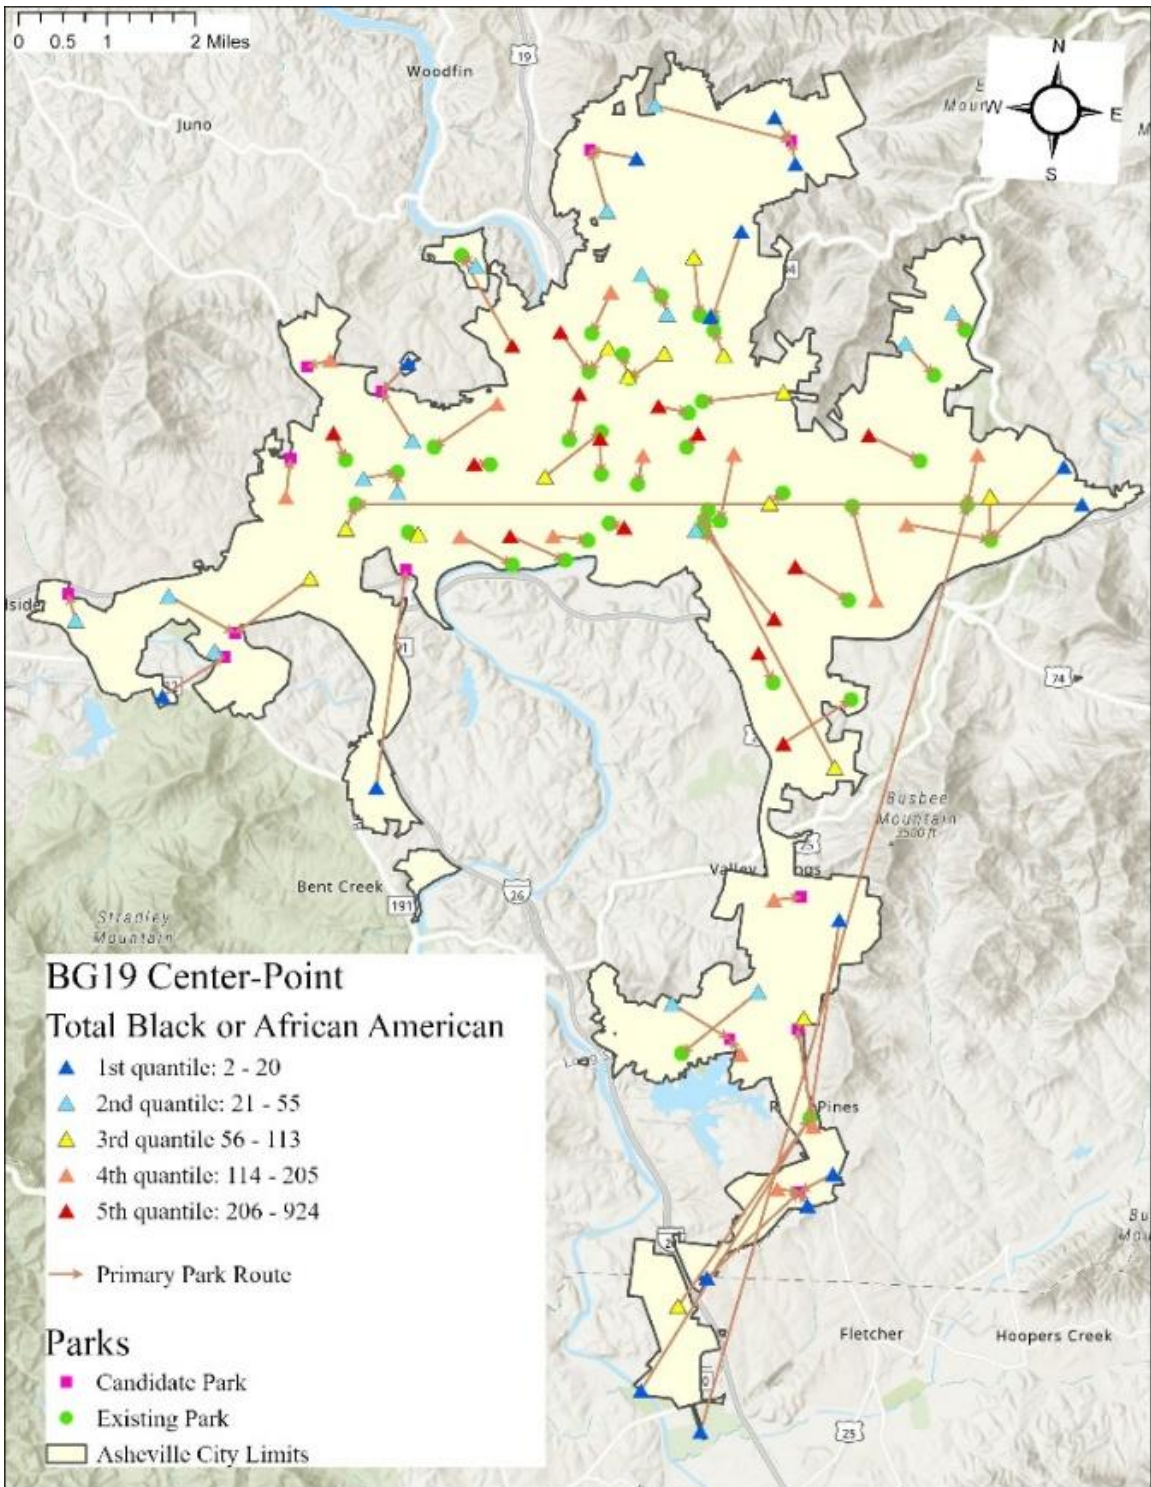 0 0.5 1 2 Miles
19
Woodfin
N
W
E
S
Juno
74
Busbee
Mountain
3500 ft
25
26
Bent Creek
191
Stradley
Mountain
BG19 Center-Point
Total Black or African American
1st quantile: 2 - 20
2nd quantile: 21 - 55
3rd quantile 56 - 113
4th quantile: 114 - 205
5th quantile: 206 - 924
Primary Park Route
Parks
Candidate Park
Existing Park
Asheville City Limits
Pines
Fletcher
Hoopers Creek
25